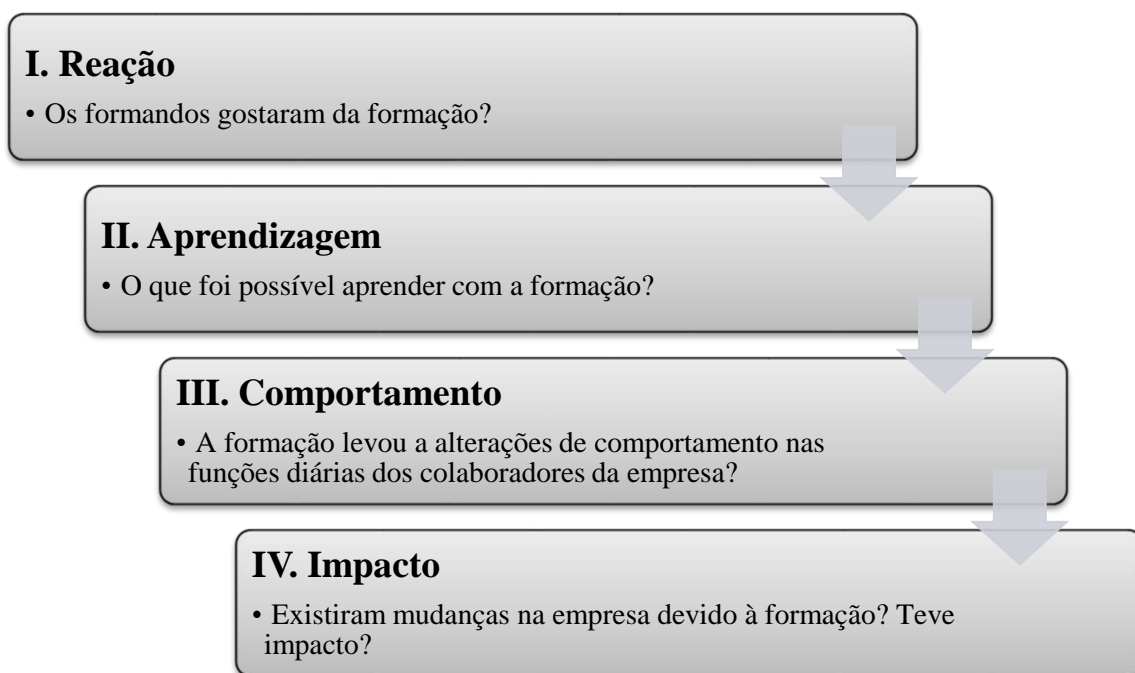 I. Reação
• Os formandos gostaram da formação?
II. Aprendizagem
• O que foi possível aprender com a formação?
III. Comportamento
• A formação levou a alterações de comportamento nas
funções diárias dos colaboradores da empresa?
IV. Impacto
• Existiram mudanças na empresa devido à formação? Teve
impacto?